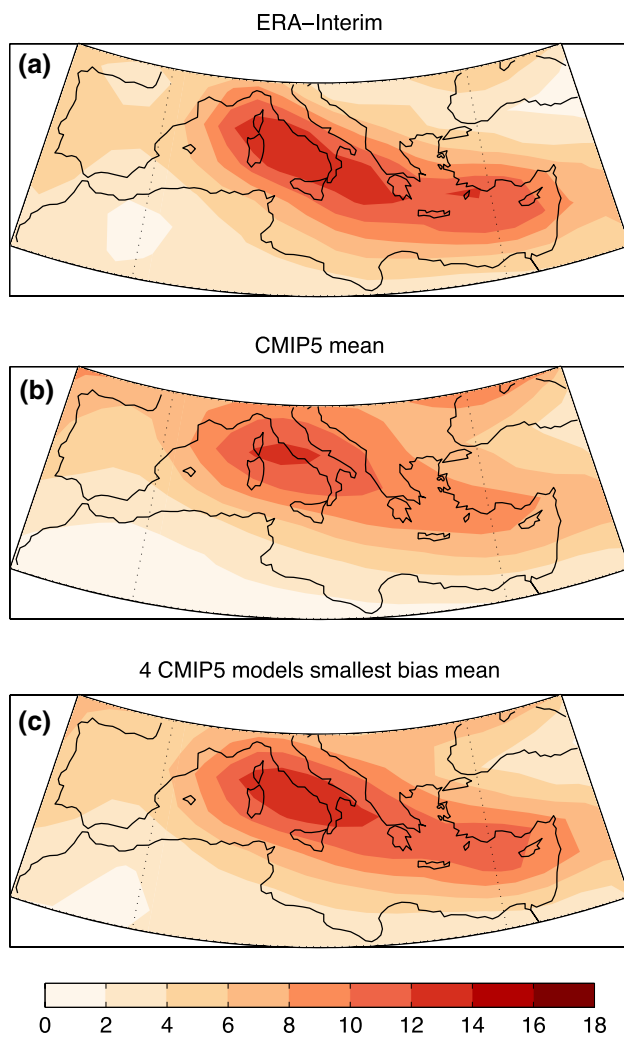 ERA−Interim
(a)
CMIP5 mean
(b)
4 CMIP5 models smallest bias mean
(c)
0 2 4 6 8 10 12 14 16 18